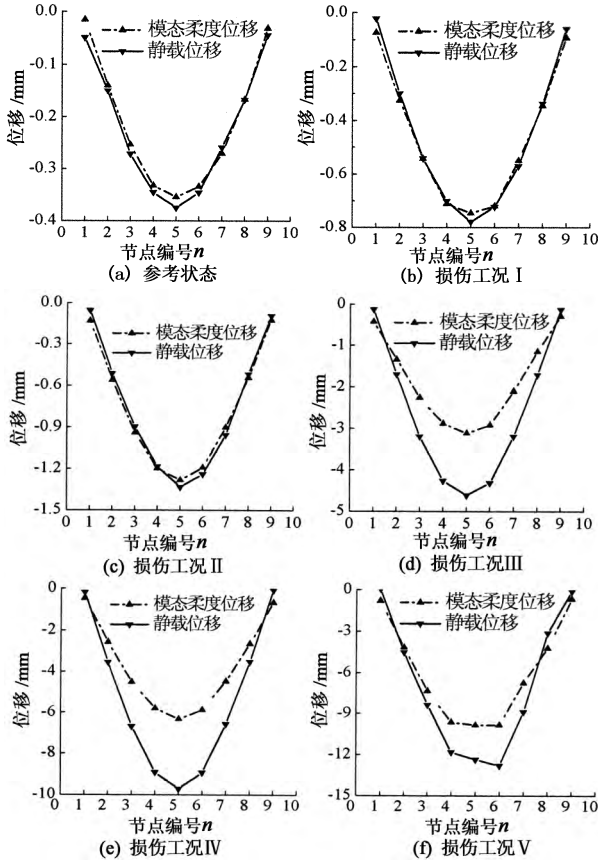 0.0
-0.1
-0.2
-0.3
-0.4
位移/mm
模态柔度位移
静载位移
0 1 2 3 4 5 6 7 8 9 10
节点编号n
(a) 参考状态
0.0
-0.2
-0.4
-0.6
-0.8
位移/mm
模态柔度位移
静载位移
0 1 2 3 4 5 6 7 8 9 10
节点编号n
(b) 损伤工况Ⅰ
0.0
-0.3
-0.6
-0.9
-1.2
-1.5
位移/mm
模态柔度位移
静载位移
0 1 2 3 4 5 6 7 8 9 10
节点编号n
(c) 损伤工况Ⅱ
0
-1
-2
-3
-4
-5
位移/mm
模态柔度位移
静载位移
0 1 2 3 4 5 6 7 8 9 10
节点编号n
(d) 损伤工况Ⅲ
0
-2
-4
-6
-8
-10
位移/mm
模态柔度位移
静载位移
0 1 2 3 4 5 6 7 8 9 10
节点编号n
(e) 损伤工况Ⅳ
0
-3
-6
-9
-12
-15
位移/mm
模态柔度位移
静载位移
0 1 2 3 4 5 6 7 8 9 10
节点编号n
(f) 损伤工况Ⅴ